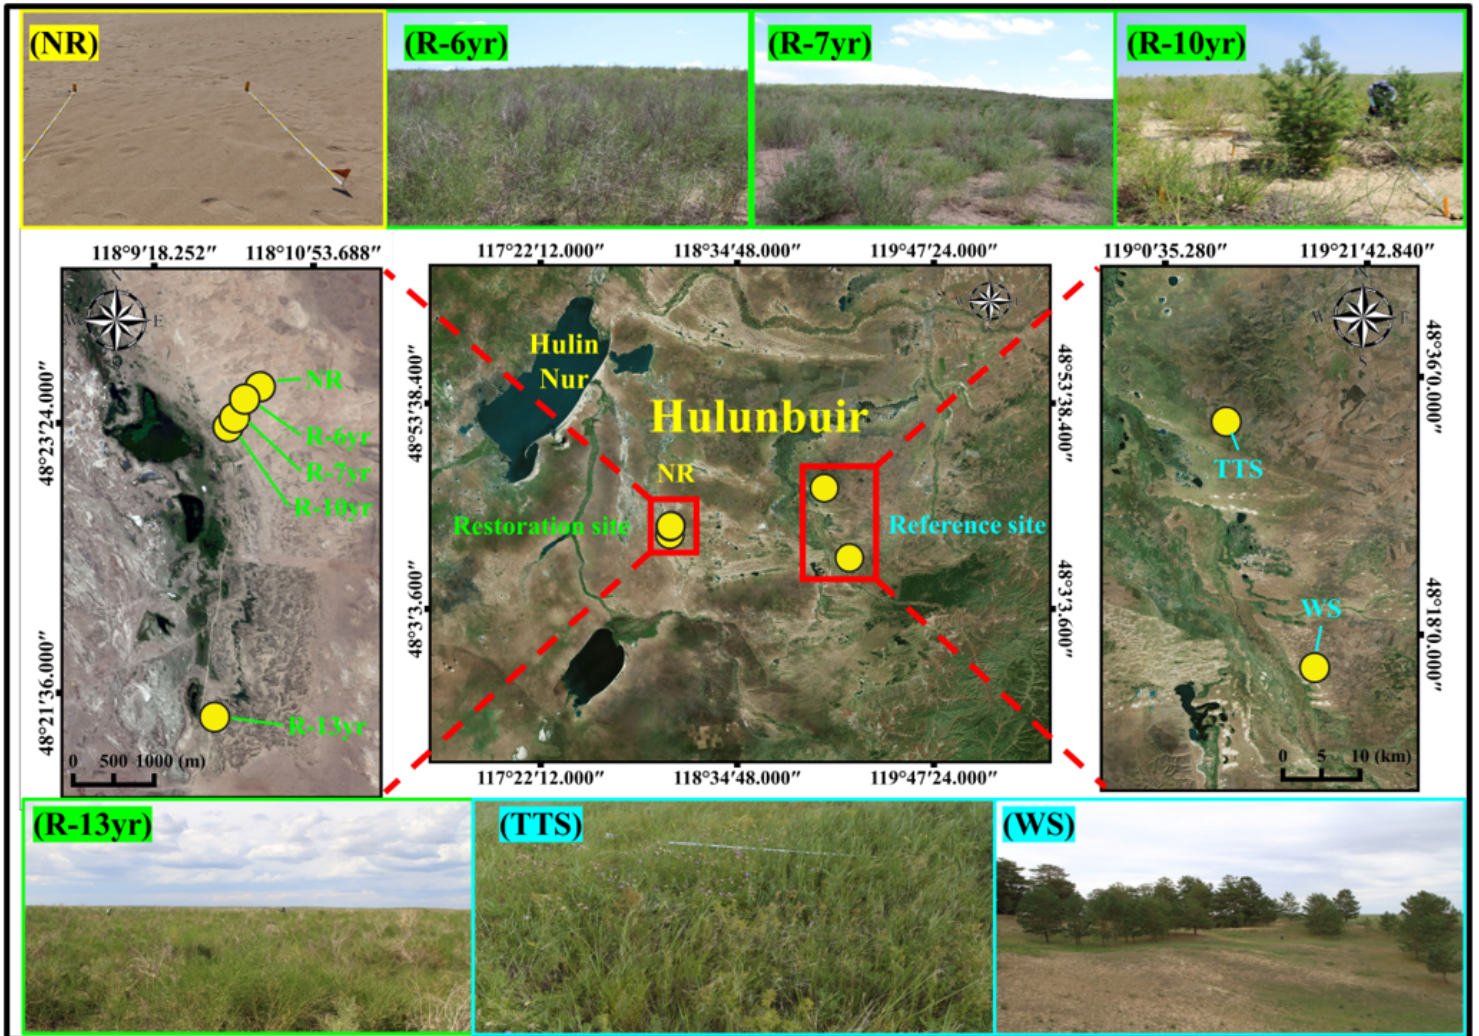 (NR)
(R-6yr)
(R-7yr)
(R-10yr)
118°9′18.252″ 118°10′53.688″
117°22′12.000″ 118°34′48.000″ 119°47′24.000″
119°0′35.280″ 119°21′42.840″
48°23′24.000″
48°21′36.000″
E
NR
R-6yr
R-7yr
R-10yr
R-13yr
0 500 1000 (m)
48°53′38.400″
Hulin
Nur
Hulunbuir
NR
Restoration site
Reference site
48°53′38.400″
48°3′3.600″
117°22′12.000″ 118°34′48.000″ 119°47′24.000″
W
S
TTS
WS
48°36′0.000″
48°18′0.000″
0 5 10 (km)
(R-13yr)
(TTS)
(WS)